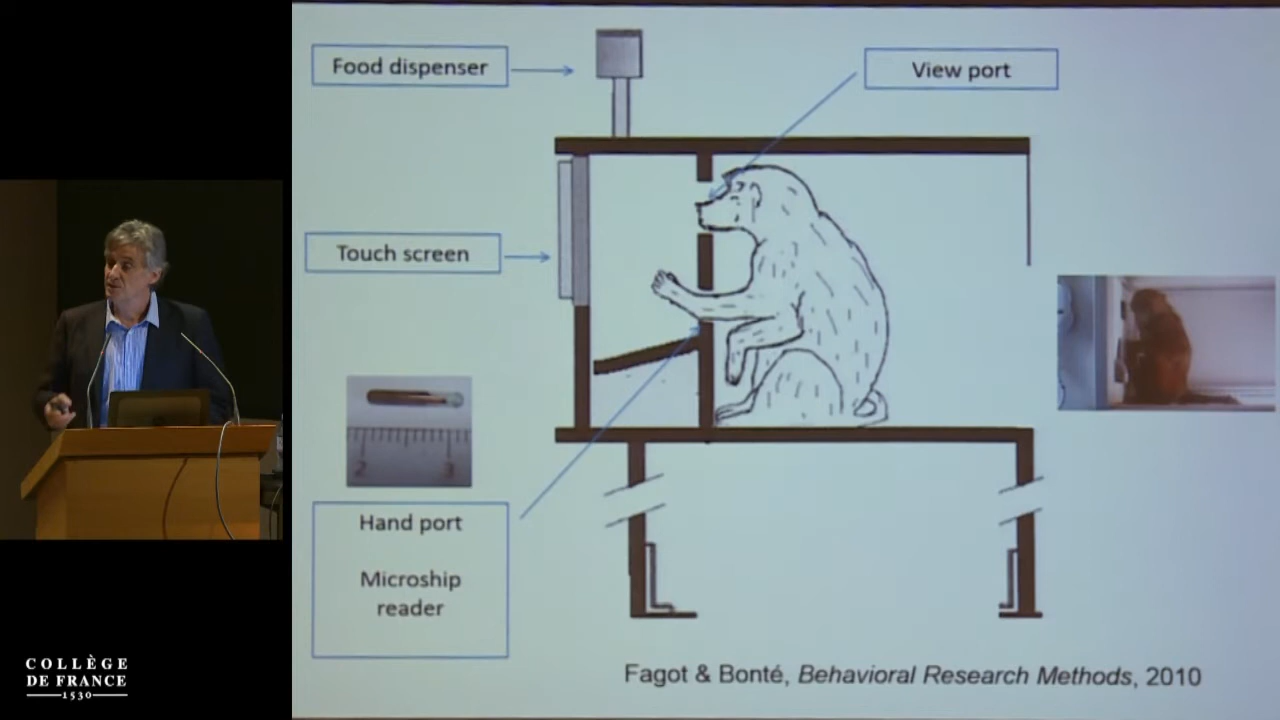 Food dispenser
View port
Touch screen
2 3
Hand port
Microship
reader
Fagot & Bonté, Behavioral Research Methods, 2010
COLLÈGE
DE FRANCE
1530